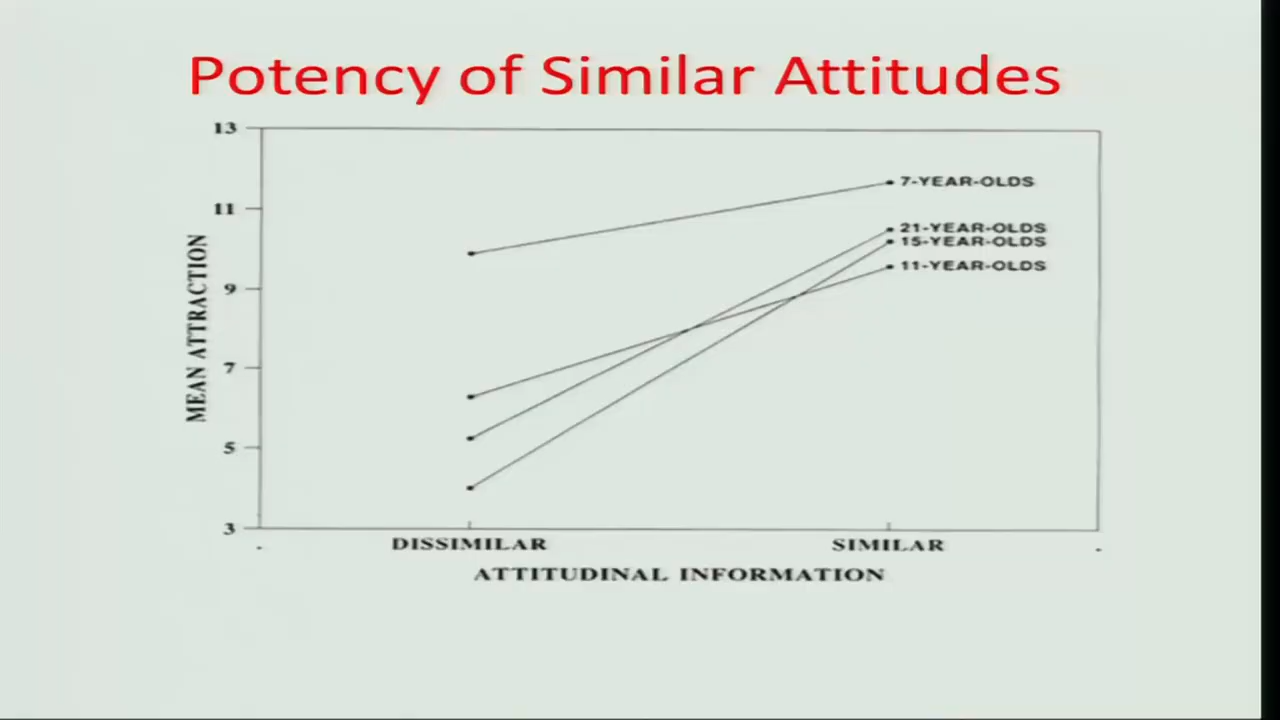 Potency of Similar Attitudes
13
11
9
7
5
3
MEAN ATTRACTION
7-YEAR-OLDS
21-YEAR-OLDS
15-YEAR-OLDS
11-YEAR-OLDS
DISSIMILAR
SIMILAR
ATTITUDINAL INFORMATION